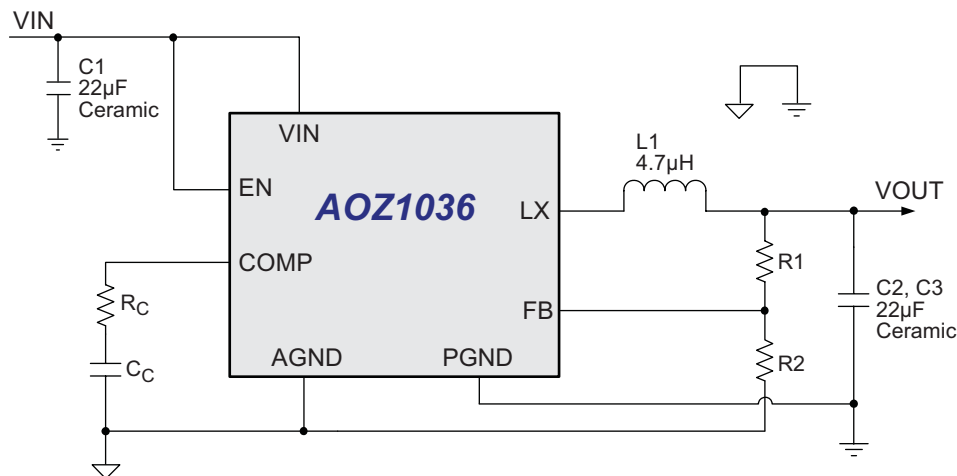 VIN
C1
22µF
Ceramic
VIN
EN
AOZ1036
LX
L1
4.7µH
VOUT
COMP
R1
RC
FB
C2, C3
22µF
Ceramic
CC
AGND
PGND
R2